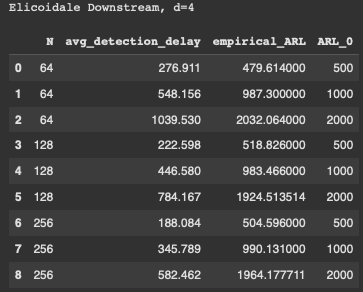 Elicoidale Downstream, d=4
N avg_detection_delay empirical_ARL ARL_0
0 64 276.911 479.614000 500
1 64 548.156 987.300000 1000
2 64 1039.530 2032.064000 2000
3 128 222.598 518.826000 500
4 128 446.580 983.466000 1000
5 128 784.167 1924.513514 2000
6 256 188.084 504.596000 500
7 256 345.789 990.131000 1000
8 256 582.462 1964.177711 2000